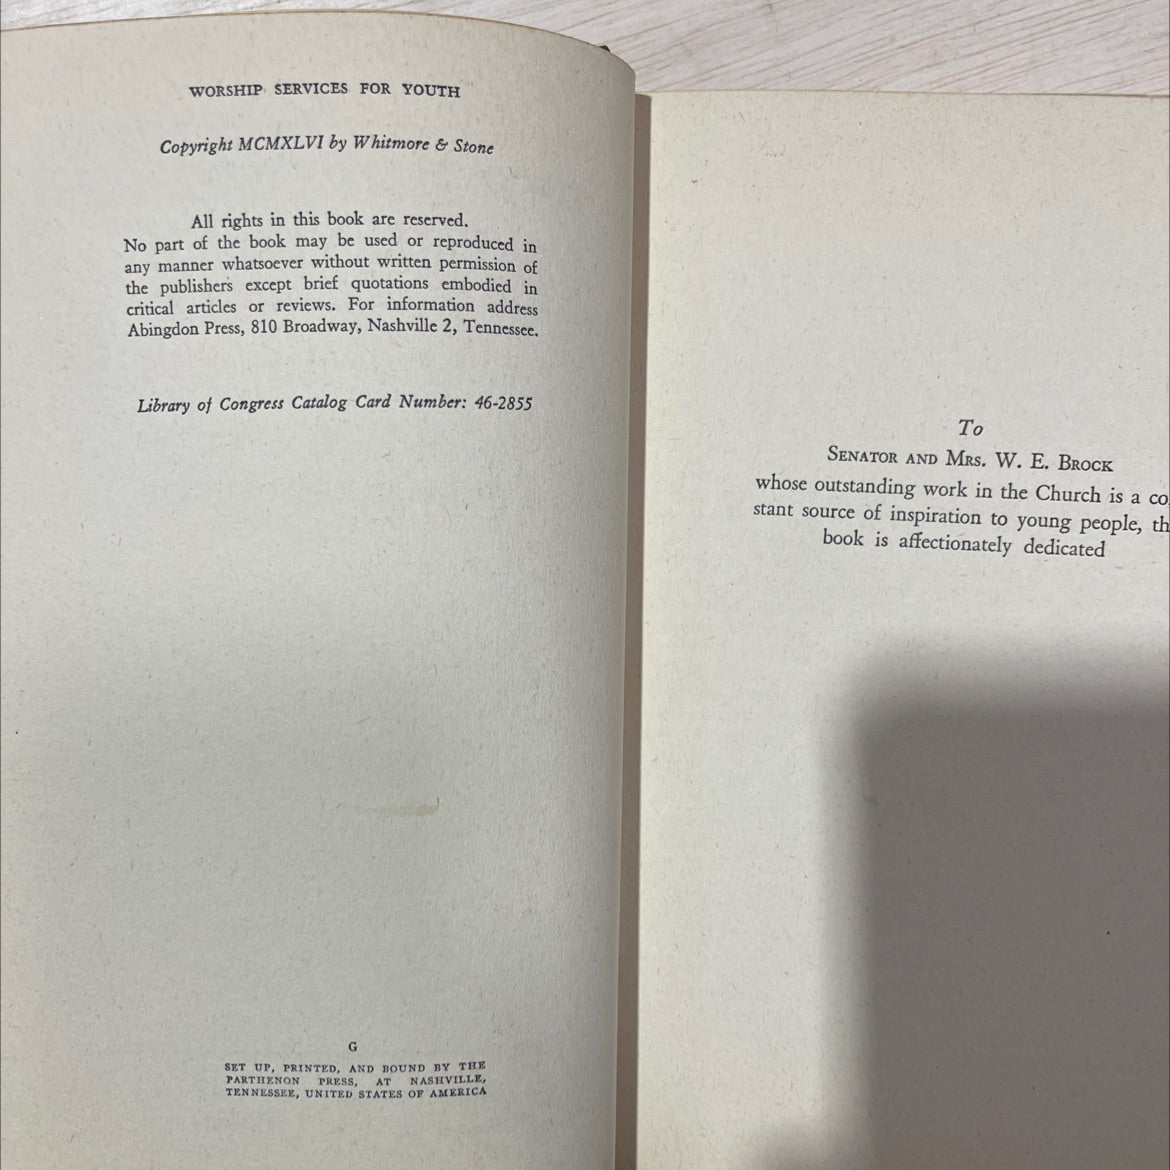 WORSHIP SERVICES FOR YOUTH
Copyright MCMXLVI by Whitmore & Stone
All rights in this book are reserved.
No part of the book may be used or reproduced in
any manner whatsoever without written permission of
the publishers except brief quotations embodied in
critical articles or reviews. For information address
Abingdon Press, 810 Broadway, Nashville 2, Tennessee.
Library of Congress Catalog Card Number: 46-2855
G
SET UP, PRINTED, AND BOUND BY THE
PARTHENON PRESS, AT NASHVILLE,
TENNESSEE, UNITED STATES OF AMERICA
To
SENATOR AND MRS. W. E. BROCK
whose outstanding work in the Church is a co
stant source of inspiration to young people, th
book is affectionately dedicated